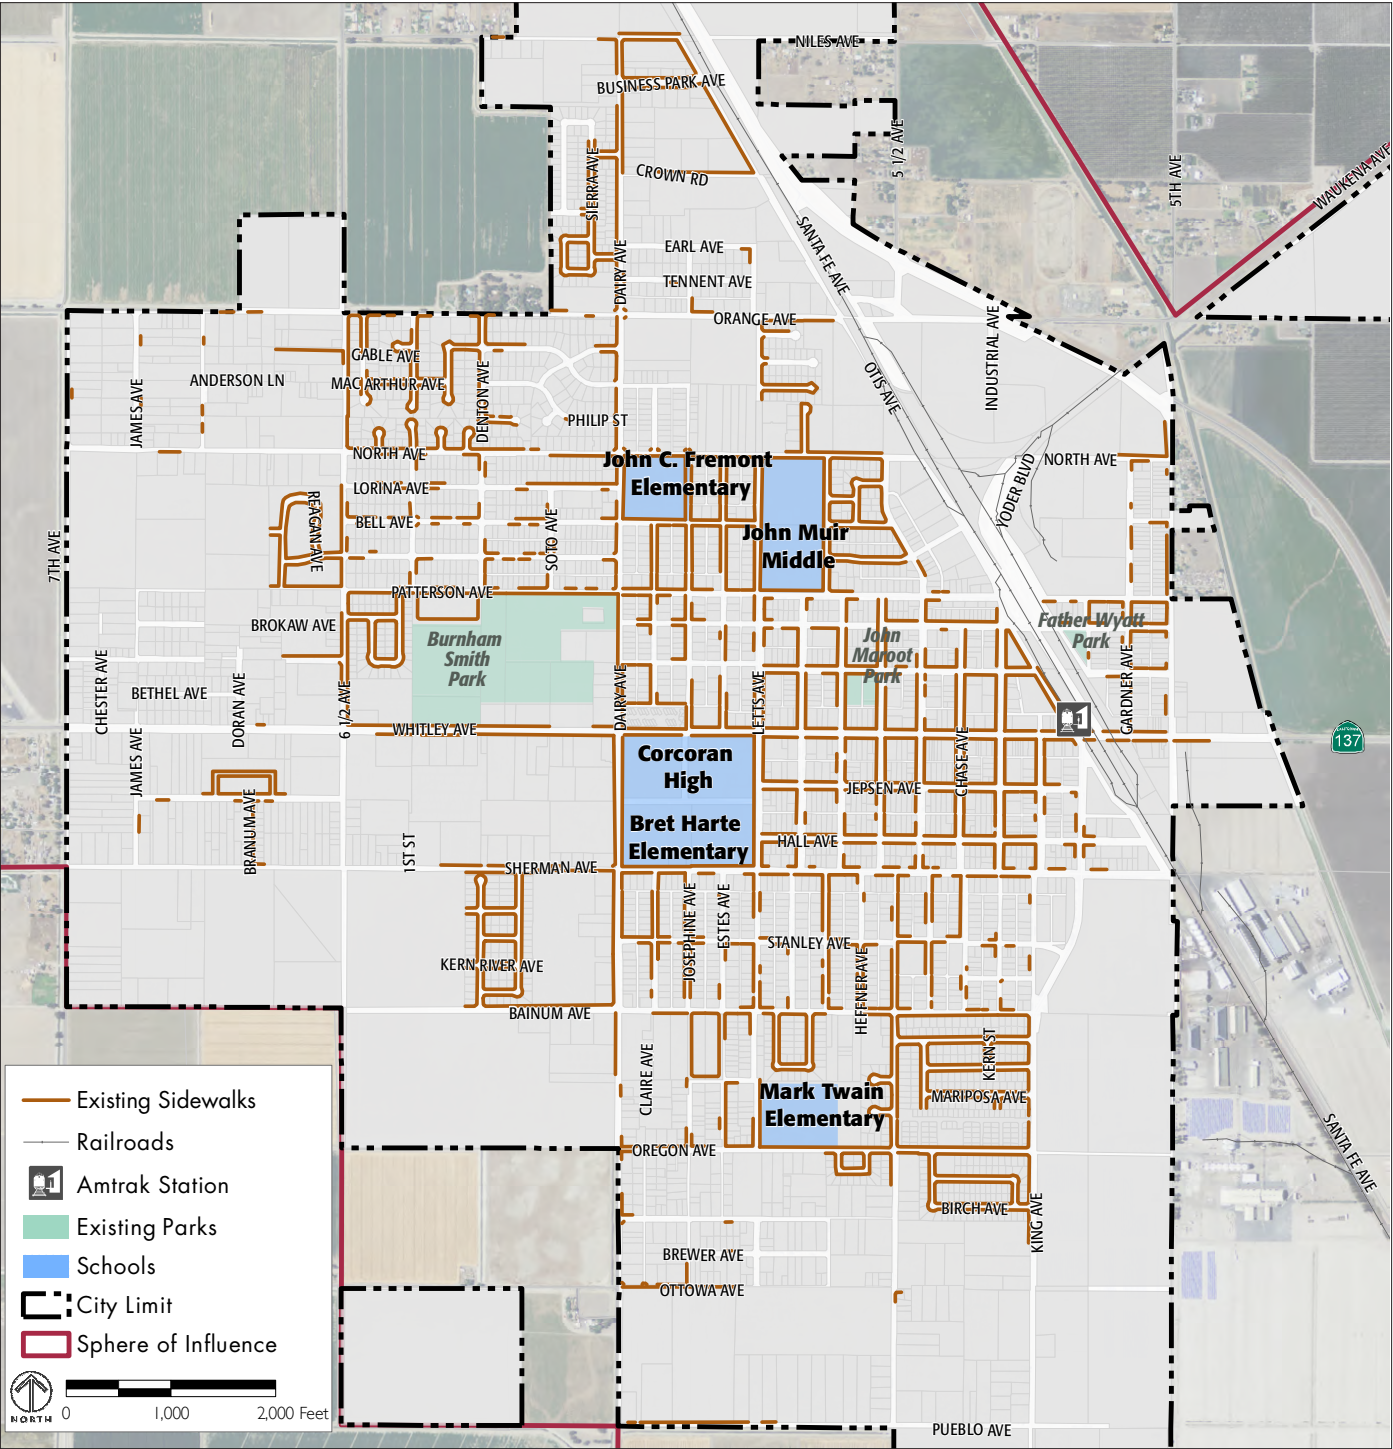 NILES AVE
BUSINESS PARK AVE
5 1/2 AVE
5TH AVE
WAUKENA AVE
CROWN RD
SIERRA AVE
SANTA FE AVE
EARL AVE
DAIRY AVE
TENNENT AVE
ORANGE AVE
INDUSTRIAL AVE
GABLE AVE
OTIS AVE
ANDERSON LN
MAC ARTHUR AVE
JAMES AVE
DENTON AVE
PHILIP ST
NORTH AVE
John C. Fremont
Elementary
NORTH AVE
YODER BLVD
LORINA AVE
REAGAN AVE
BELL AVE
SOTO AVE
John Muir
Middle
7TH AVE
PATTERSON AVE
BROKAW AVE
Burnham
Smith
Park
John
Maroot
Park
Father Wyatt
Park
CHESTER AVE
BETHEL AVE
DORAN AVE
6 1/2 AVE
DAIRY AVE
LETTS AVE
GARDNER AVE
WHITLEY AVE
CALIFORNIA
137
JAMES AVE
Corcoran
High
CHASE AVE
JEPSEN AVE
BRANUM AVE
Bret Harte
Elementary
HALL AVE
1ST ST
SHERMAN AVE
JOSEPHINE AVE
ESTES AVE
STANLEY AVE
HEFFNER AVE
KERN RIVER AVE
BAINUM AVE
KERN ST
CLAIRE AVE
Mark Twain
Elementary
MARIPOSA AVE
OREGON AVE
SANTA FE AVE
BIRCH AVE
KING AVE
BREWER AVE
OTTOWA AVE
PUEBLO AVE
Existing Sidewalks
Railroads
Amtrak Station
Existing Parks
Schools
City Limit
Sphere of Influence
NORTH
0 1,000 2,000 Feet